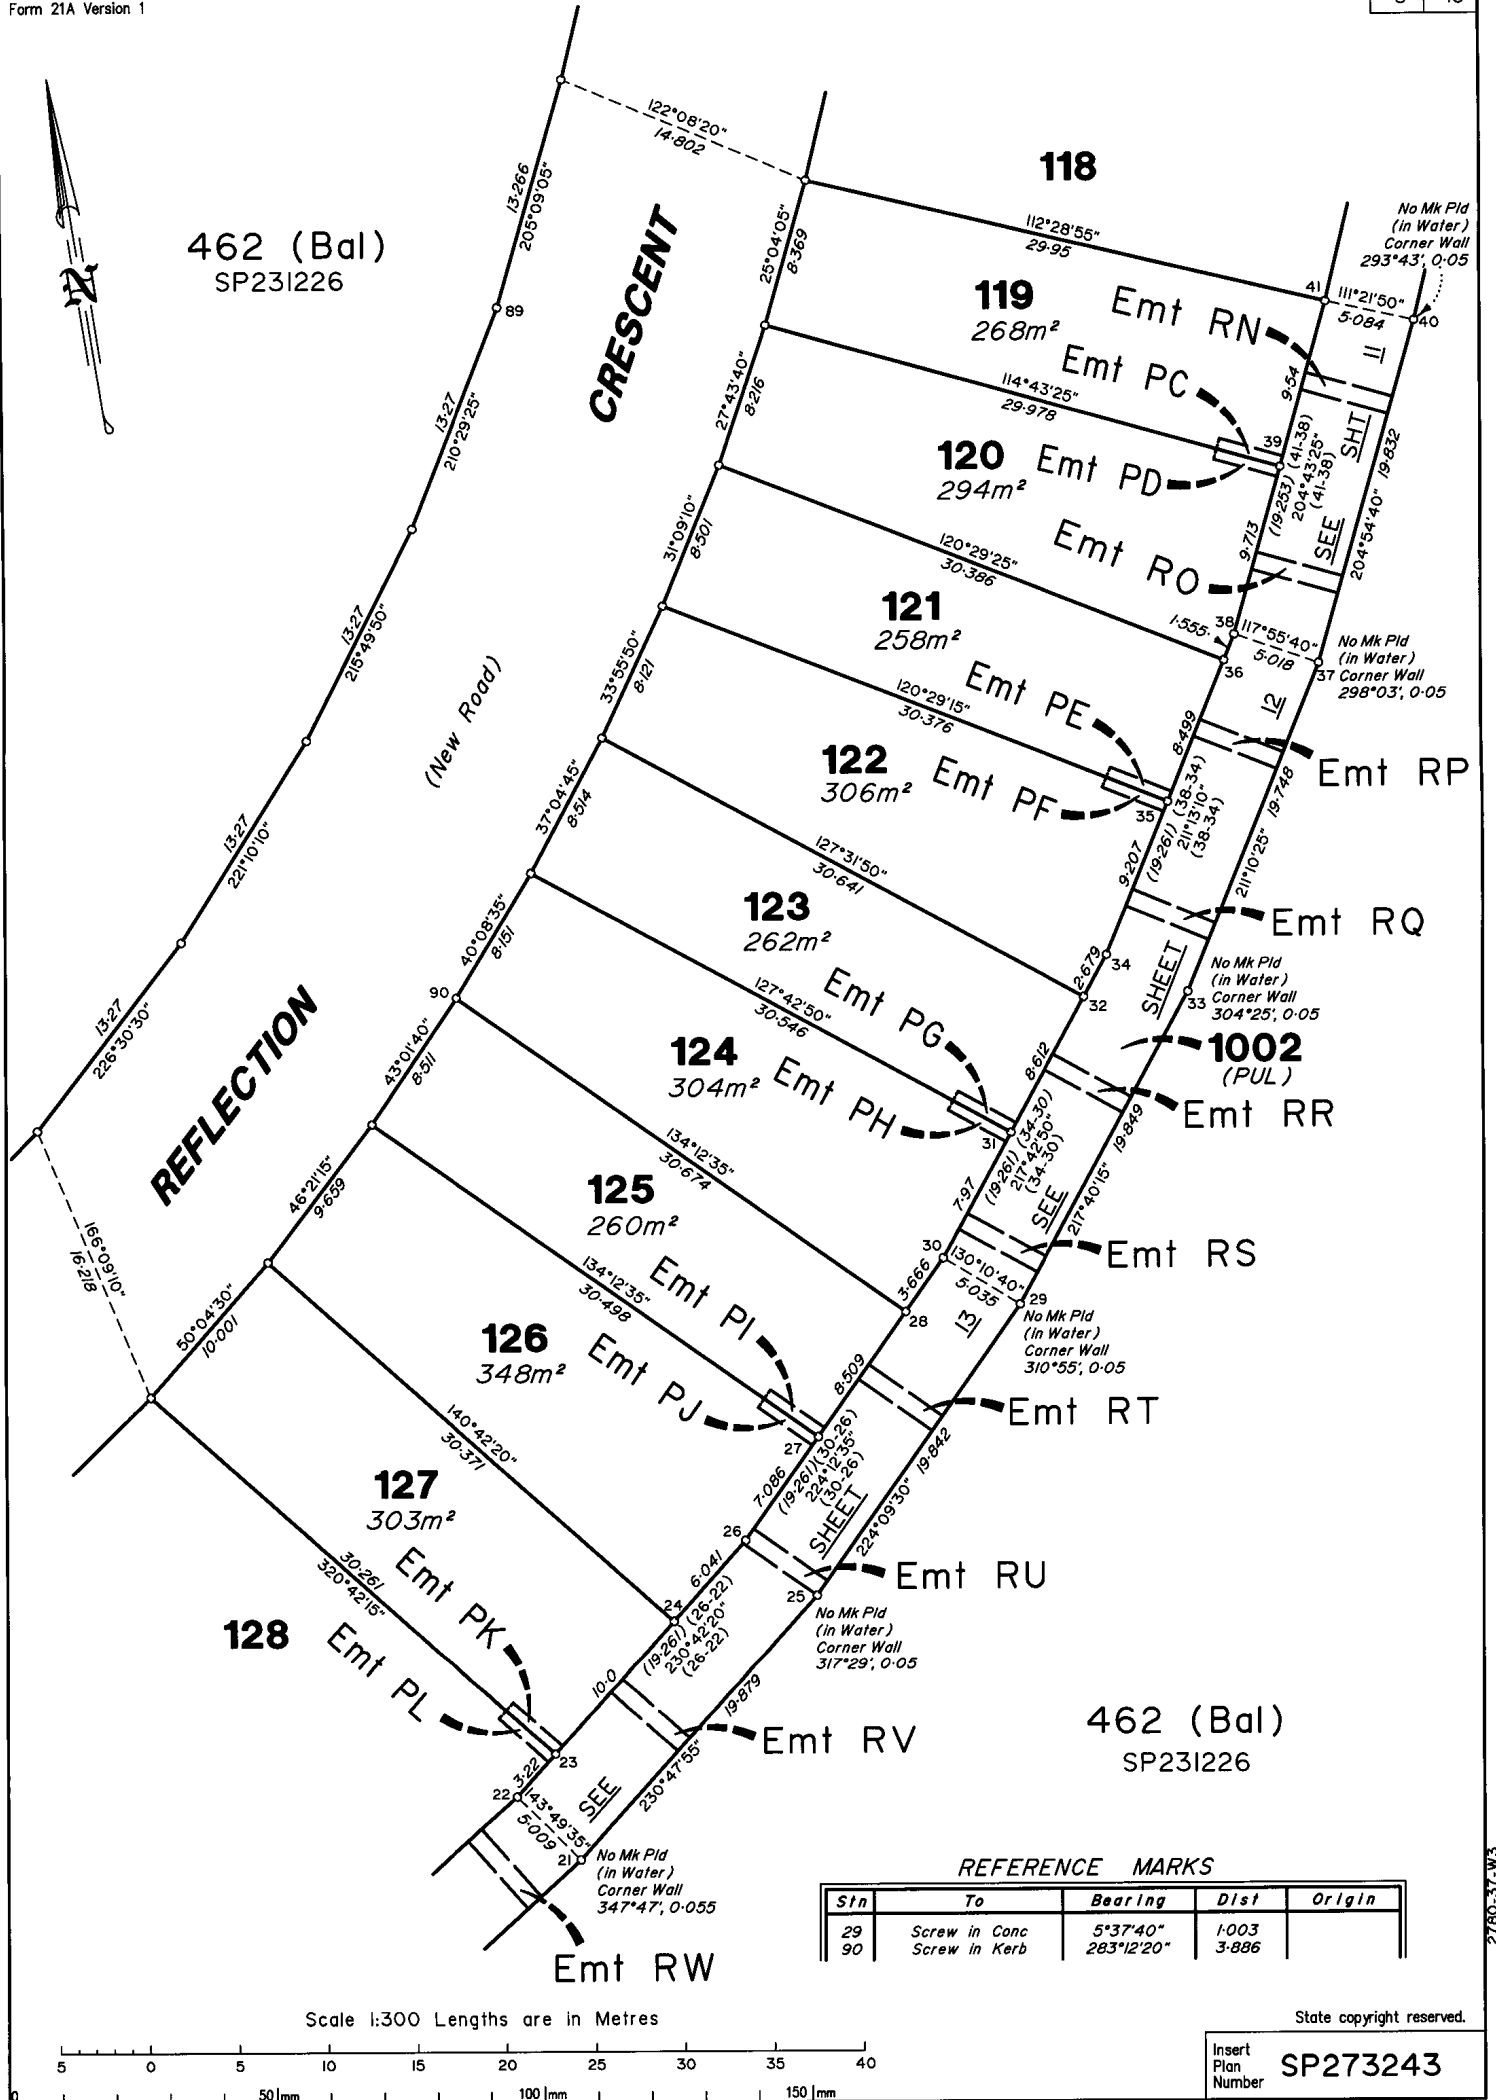 Form 21A Version 1
122°08'20"
14·802
118
13·266
205°09'05"
462 (Bal)
SP231226
N
CRESCENT
25°04'05"
8·369
112°28'55"
29·95
No Mk Pld
(in Water)
Corner Wall
293°43', 0·05
41
111°21'50"
5·084
40
89
119
268m²
Emt RN
11
Emt PC
9·54
SHT
27°43'40"
8·216
114°43'25"
29·978
39
13·27
210°29'25"
120
294m²
Emt PD
(19·253) (41-38)
204°43'25"
(41-38)
204°54'40" 19·832
SEE
31°09'10"
8·501
Emt RO
9·713
120°29'25"
30·386
121
258m²
1·555
38
117°55'40"
5·018
36
37
No Mk Pld
(in Water)
Corner Wall
298°03', 0·05
13·27
215°49'50"
33°55'50"
8·121
120°29'15"
30·376
Emt PE
12
(New Road)
8·499
Emt RP
122
306m²
Emt PF
35
(19·261) (38-34)
211°13'10"
(38-34)
211°10'25" 19·748
37°04'45"
8·514
13·27
221°10'10"
127°31'50"
30·641
9·207
123
262m²
Emt RQ
40°08'35"
8·151
2·679
34
SHEET
No Mk Pld
(in Water)
Corner Wall
304°25', 0·05
33
90
127°42'50"
30·546
Emt PG
32
13·27
226°30'30"
REFLECTION
43°01'40"
8·511
124
304m²
Emt PH
8·612
1002
(PUL)
Emt RR
31
134°12'35"
30·674
(19·261) (34-30)
217°42'50"
(34-30)
217°40'15" 19·849
46°21'15"
9·659
125
260m²
7·97
SEE
166°09'10"
16·218
30
130°10'40"
5·035
Emt RS
134°12'35"
30·498
Emt PI
3·666
29
28
13
No Mk Pld
(in Water)
Corner Wall
310°55', 0·05
50°04'30"
10·001
126
348m²
Emt PJ
8·509
Emt RT
140°42'20"
30·371
27
(19·261) (30-26)
224°12'35"
(30-26)
224°09'30" 19·842
127
303m²
7·086
SHEET
26
30·261
320°42'15"
Emt PK
6·041
Emt RU
25
No Mk Pld
(in Water)
Corner Wall
317°29', 0·05
24
128
Emt PL
(19·261) (26-22)
230°42'20"
(26-22)
10·0
230°47'55" 19·879
Emt RV
462 (Bal)
SP231226
23
3·22
22
143°49'35"
5·009
SEE
21
No Mk Pld
(in Water)
Corner Wall
347°47', 0·055
Emt RW
REFERENCE MARKS
Stn To Bearing Dist Origin
29 Screw in Conc 5°37'40" 1·003
90 Screw in Kerb 283°12'20" 3·886
2780-37-W3
Scale 1:300 Lengths are in Metres
State copyright reserved.
5 0 5 10 15 20 25 30 35 40
0 50 mm 100 mm 150 mm
Insert
Plan
Number
SP273243